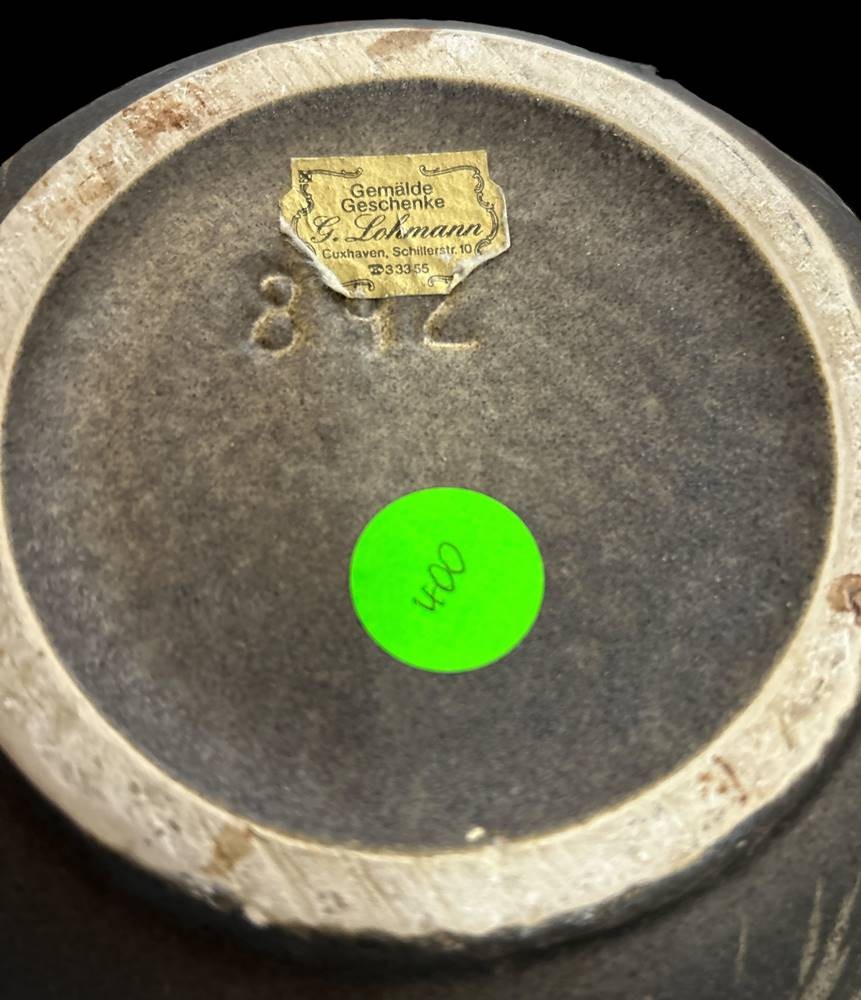 Gemälde
Geschenke
G. Lohmann
Cuxhaven, Schillerstr. 10
☎ 33355
400